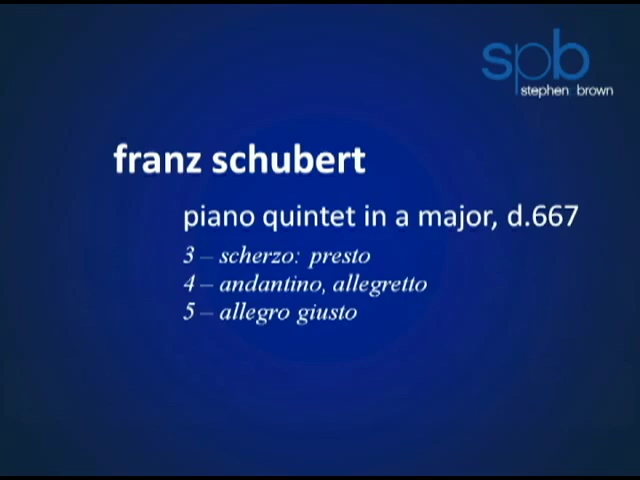 spb
stephen brown
franz schubert
piano quintet in a major, d.667
3 – scherzo: presto
4 – andantino, allegretto
5 – allegro giusto